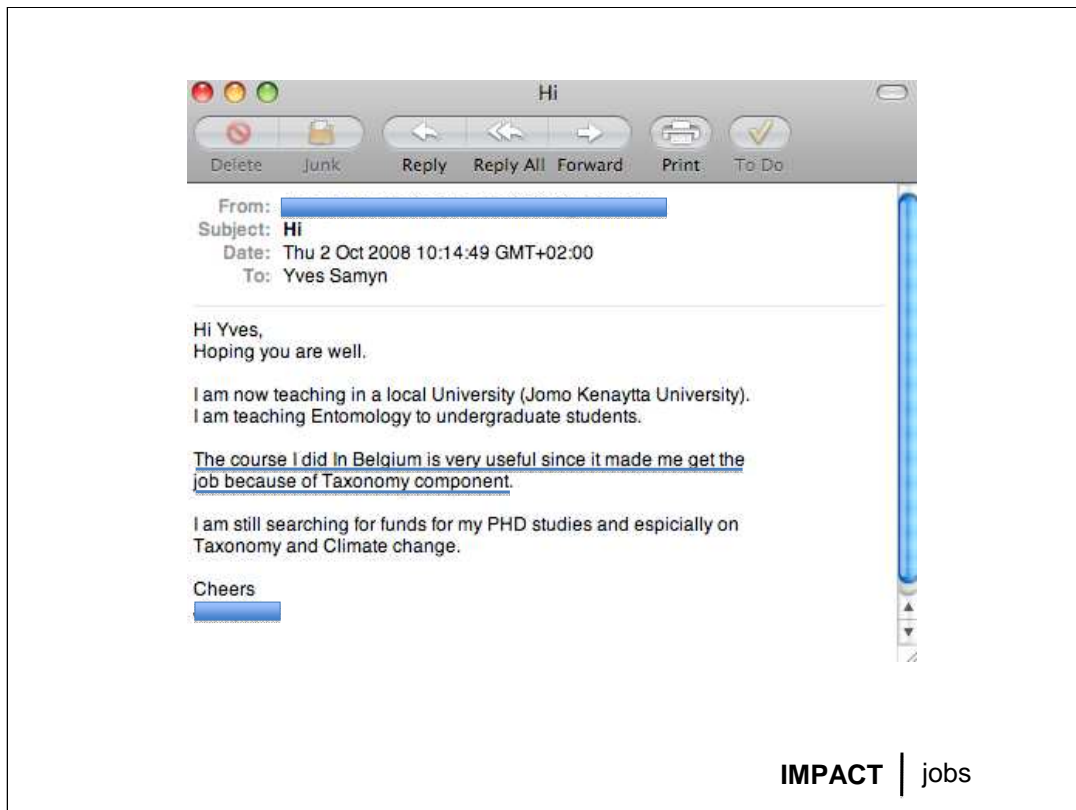 Hi
Delete Junk Reply Reply All Forward Print To Do
From:
Subject: Hi
Date: Thu 2 Oct 2008 10:14:49 GMT+02:00
To: Yves Samyn
Hi Yves,
Hoping you are well.
I am now teaching in a local University (Jomo Kenaytta University).
I am teaching Entomology to undergraduate students.
The course I did In Belgium is very useful since it made me get the
job because of Taxonomy component.
I am still searching for funds for my PHD studies and espicially on
Taxonomy and Climate change.
Cheers
IMPACT | jobs